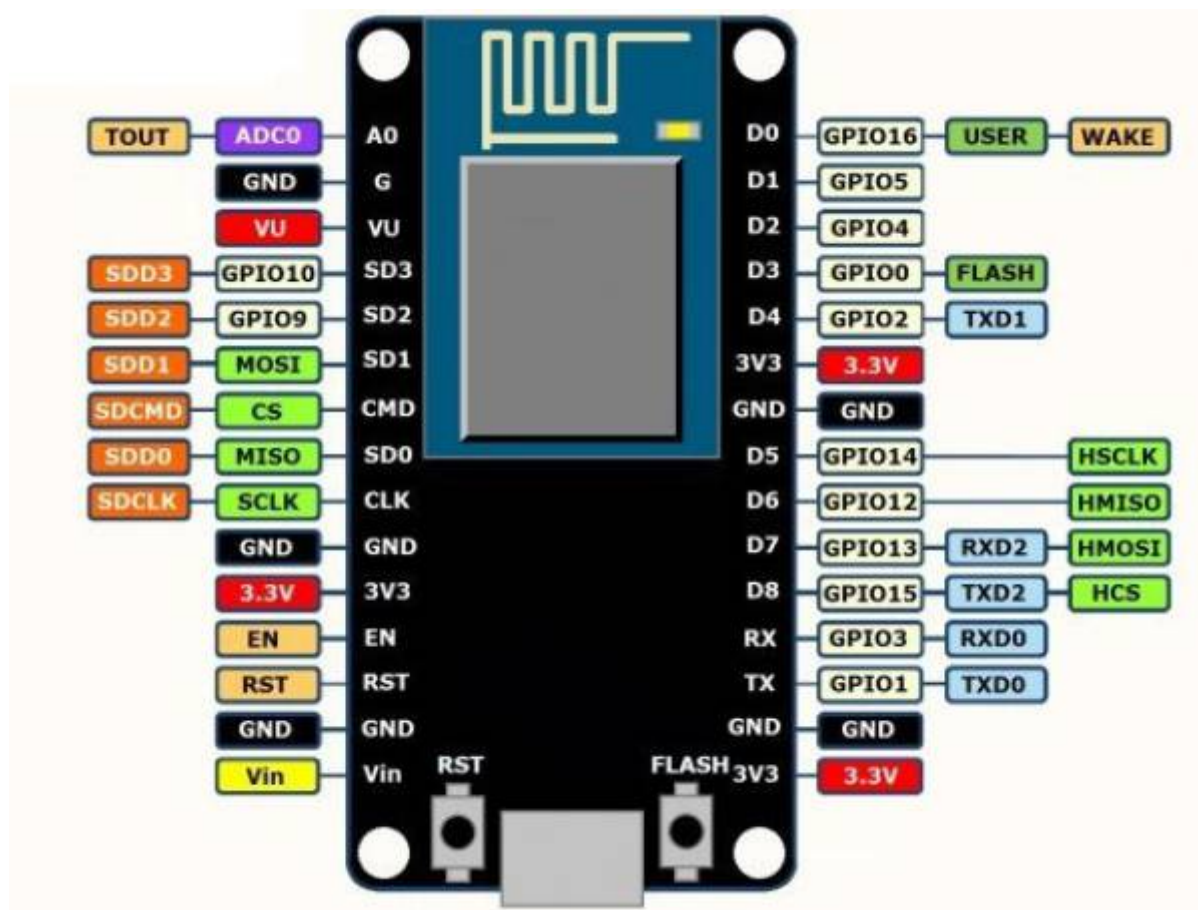 TOUT ADC0 A0 D0 GPIO16 USER WAKE
GND G D1 GPIO5
VU VU D2 GPIO4
SDD3 GPIO10 SD3 D3 GPIO0 FLASH
SDD2 GPIO9 SD2 D4 GPIO2 TXD1
SDD1 MOSI SD1 3V3 3.3V
SDCMD CS CMD GND GND
SDD0 MISO SD0 D5 GPIO14 HSCLK
SDCLK SCLK CLK D6 GPIO12 HMISO
GND GND D7 GPIO13 RXD2 HMOSI
3.3V 3V3 D8 GPIO15 TXD2 HCS
EN EN RX GPIO3 RXD0
RST RST TX GPIO1 TXD0
GND GND GND GND
Vin Vin RST FLASH 3V3 3.3V